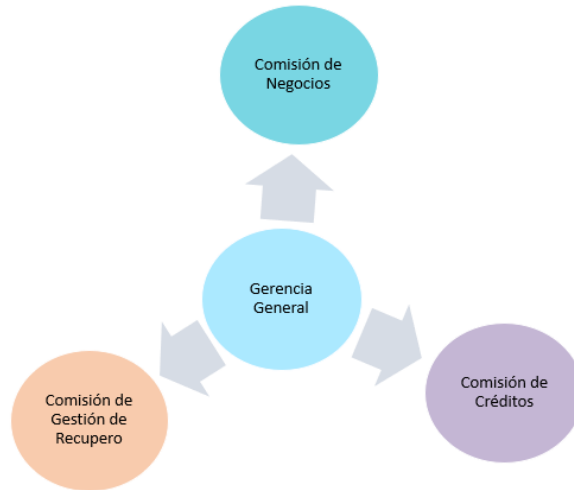 Comisión de
Negocios
Gerencia
General
Comisión de
Gestión de
Recupero
Comisión de
Créditos